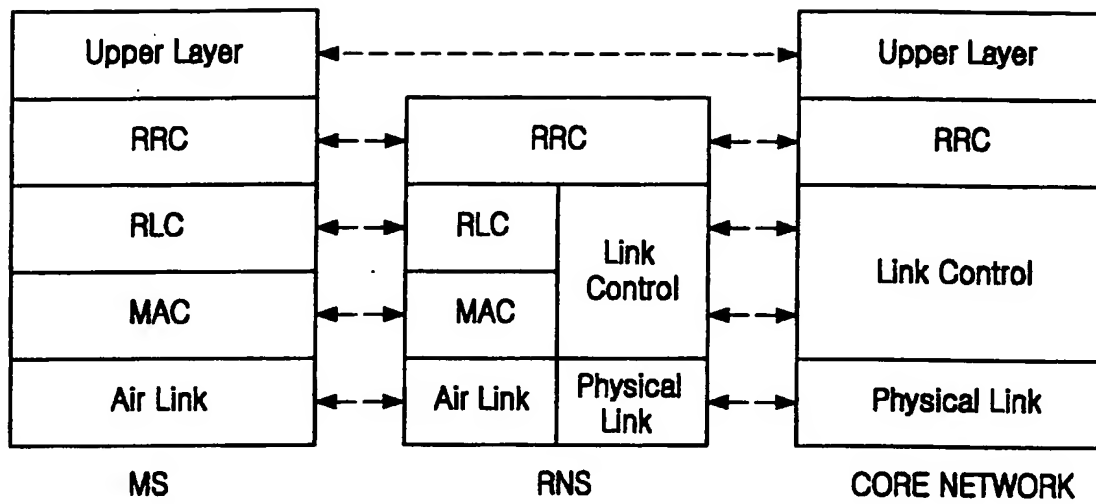 Upper Layer
Upper Layer
RRC
RRC
RRC
RLC
RLC
Link
Control
Link Control
MAC
MAC
Air Link
Air Link
Physical
Link
Physical Link
MS
RNS
CORE NETWORK